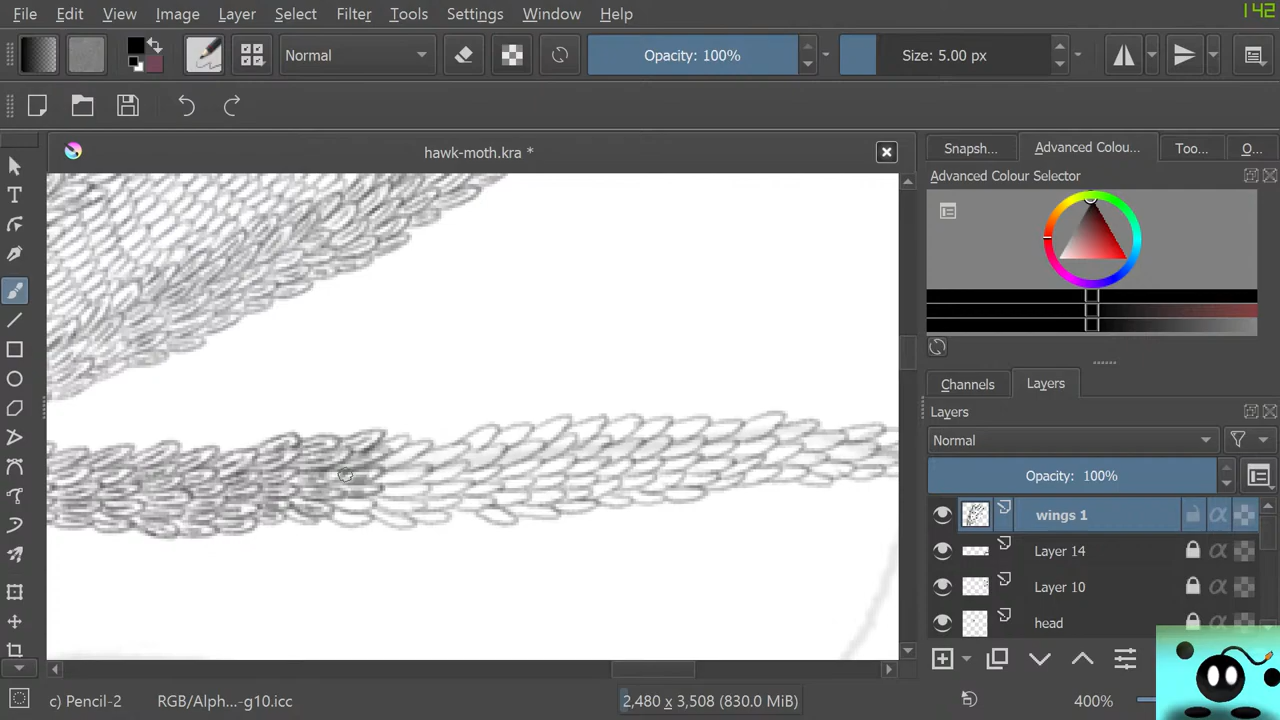 File Edit View Image Layer Select Filter Tools Settings Window Help
142
Normal
Opacity: 100%
Size: 5.00 px
hawk-moth.kra *
Snapsh... Advanced Colou... Too... O...
Advanced Colour Selector
Channels Layers
Layers
Normal
Opacity: 100%
wings 1
Layer 14
Layer 10
head
c) Pencil-2
RGB/Alph...-g10.icc
2,480 x 3,508 (830.0 MiB)
400%